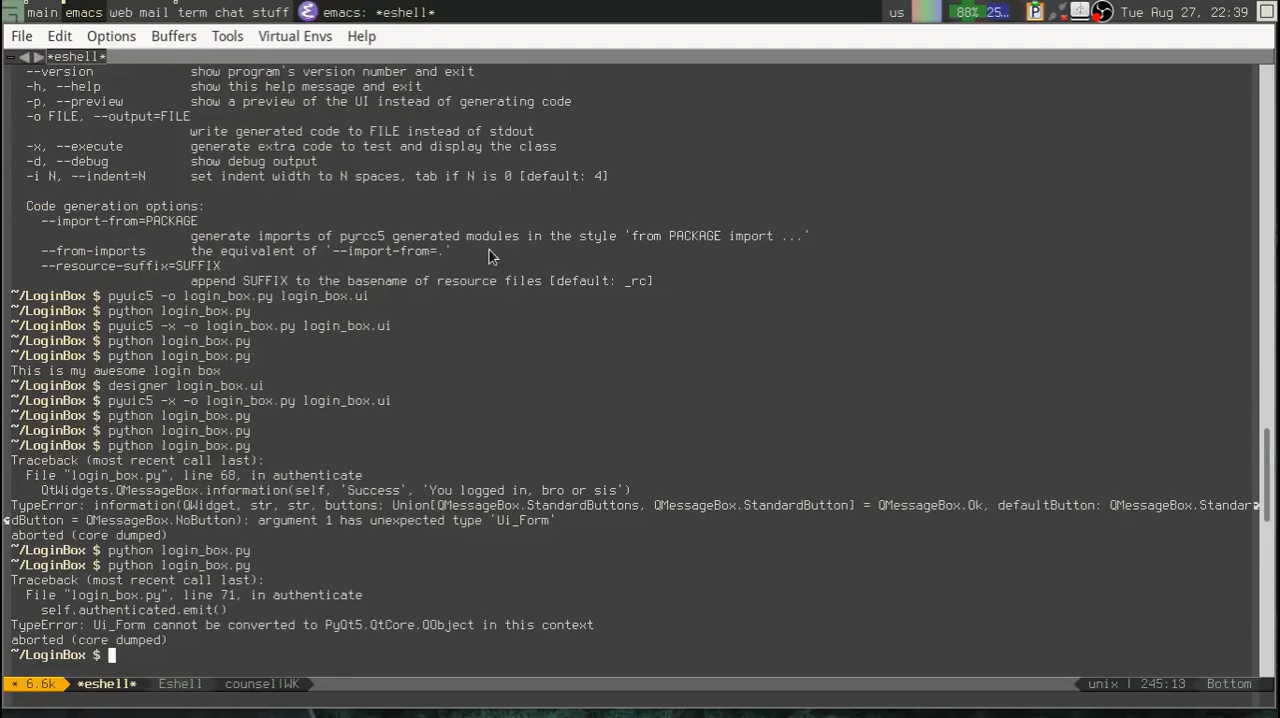 main emacs web mail term chat stuff emacs: *eshell* us 88% 25... P Tue Aug 27, 22:39
File Edit Options Buffers Tools Virtual Envs Help
*eshell*
--version show program's version number and exit
-h, --help show this help message and exit
-p, --preview show a preview of the UI instead of generating code
-o FILE, --output=FILE
write generated code to FILE instead of stdout
-x, --execute generate extra code to test and display the class
-d, --debug show debug output
-i N, --indent=N set indent width to N spaces, tab if N is 0 [default: 4]
Code generation options:
--import-from=PACKAGE
generate imports of pyrcc5 generated modules in the style 'from PACKAGE import ...'
--from-imports the equivalent of '--import-from=.'
--resource-suffix=SUFFIX
append SUFFIX to the basename of resource files [default: _rc]
~/LoginBox $ pyuic5 -o login_box.py login_box.ui
~/LoginBox $ python login_box.py
~/LoginBox $ pyuic5 -x -o login_box.py login_box.ui
~/LoginBox $ python login_box.py
~/LoginBox $ python login_box.py
This is my awesome login box
~/LoginBox $ designer login_box.ui
~/LoginBox $ pyuic5 -x -o login_box.py login_box.ui
~/LoginBox $ python login_box.py
~/LoginBox $ python login_box.py
~/LoginBox $ python login_box.py
Traceback (most recent call last):
File "login_box.py", line 68, in authenticate
QtWidgets.QMessageBox.information(self, 'Success', 'You logged in, bro or sis')
TypeError: information(QWidget, str, str, buttons: Union[QMessageBox.StandardButtons, QMessageBox.StandardButton] = QMessageBox.Ok, defaultButton: QMessageBox.Standar
dButton = QMessageBox.NoButton): argument 1 has unexpected type 'Ui_Form'
aborted (core dumped)
~/LoginBox $ python login_box.py
~/LoginBox $ python login_box.py
Traceback (most recent call last):
File "login_box.py", line 71, in authenticate
self.authenticated.emit()
TypeError: Ui_Form cannot be converted to PyQt5.QtCore.QObject in this context
aborted (core dumped)
~/LoginBox $
* 6.6k *eshell* Eshell counsel|WK unix | 245:13 Bottom